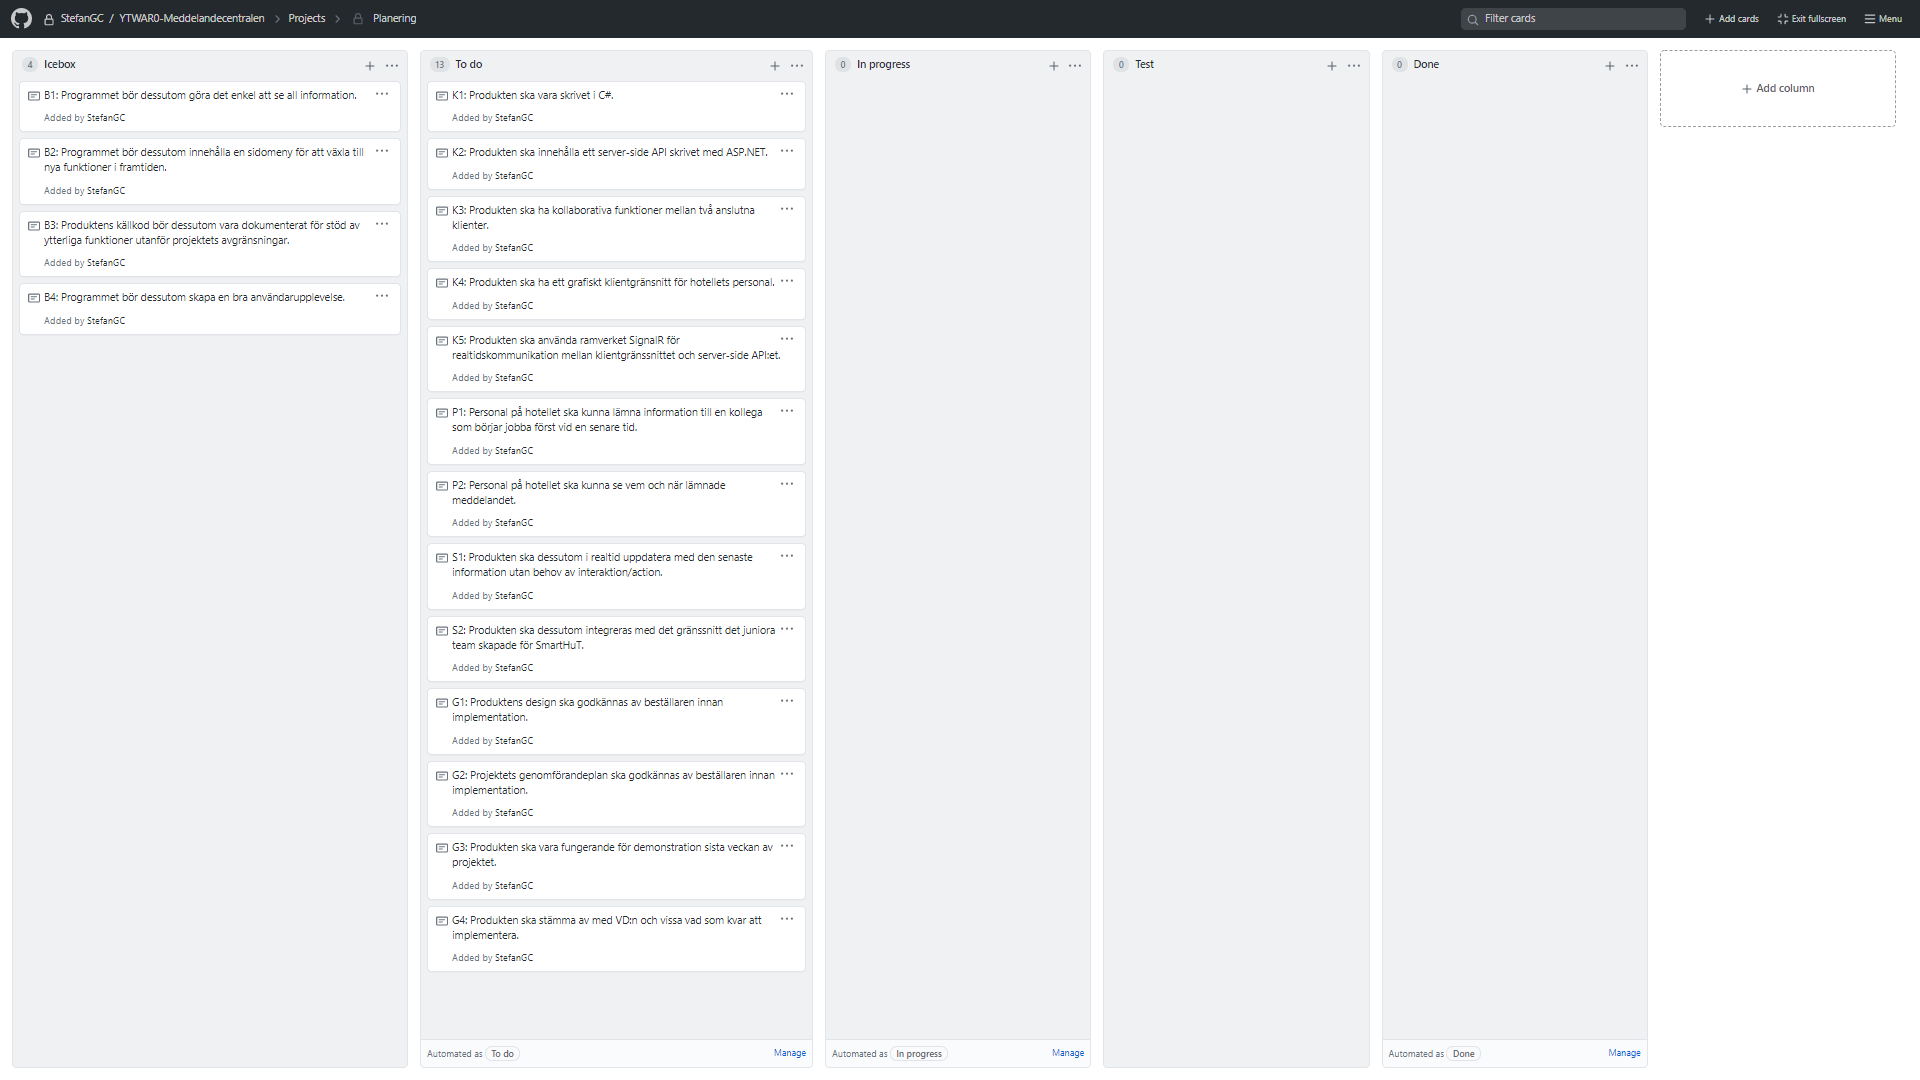 StefanGC / YTWAR0-Meddelandecentralen
Projects
Planering
Filter cards
Add cards
Exit fullscreen
Menu
4 Icebox
B1: Programmet bör dessutom göra det enkel att se all information.
Added by StefanGC
B2: Programmet bör dessutom innehålla en sidomeny för att växla till
nya funktioner i framtiden.
Added by StefanGC
B3: Produktens källkod bör dessutom vara dokumenterat för stöd av
ytterliga funktioner utanför projektets avgränsningar.
Added by StefanGC
B4: Programmet bör dessutom skapa en bra användarupplevelse.
Added by StefanGC
13 To do
K1: Produkten ska vara skrivet i C#.
Added by StefanGC
K2: Produkten ska innehålla ett server-side API skrivet med ASP.NET.
Added by StefanGC
K3: Produkten ska ha kollaborativa funktioner mellan två anslutna
klienter.
Added by StefanGC
K4: Produkten ska ha ett grafiskt klientgränsnitt för hotellets personal.
Added by StefanGC
K5: Produkten ska använda ramverket SignalR för
realtidskommunikation mellan klientgränssnittet och server-side API:et.
Added by StefanGC
P1: Personal på hotellet ska kunna lämna information till en kollega
som börjar jobba först vid en senare tid.
Added by StefanGC
P2: Personal på hotellet ska kunna se vem och när lämnade
meddelandet.
Added by StefanGC
S1: Produkten ska dessutom i realtid uppdatera med den senaste
information utan behov av interaktion/action.
Added by StefanGC
S2: Produkten ska dessutom integreras med det gränssnitt det juniora
team skapade för SmartHuT.
Added by StefanGC
G1: Produktens design ska godkännas av beställaren innan
implementation.
Added by StefanGC
G2: Projektets genomförandeplan ska godkännas av beställaren innan
implementation.
Added by StefanGC
G3: Produkten ska vara fungerande för demonstration sista veckan av
projektet.
Added by StefanGC
G4: Produkten ska stämma av med VD:n och vissa vad som kvar att
implementera.
Added by StefanGC
Automated as To do
Manage
0 In progress
Automated as In progress
Manage
0 Test
0 Done
Automated as Done
Manage
Add column